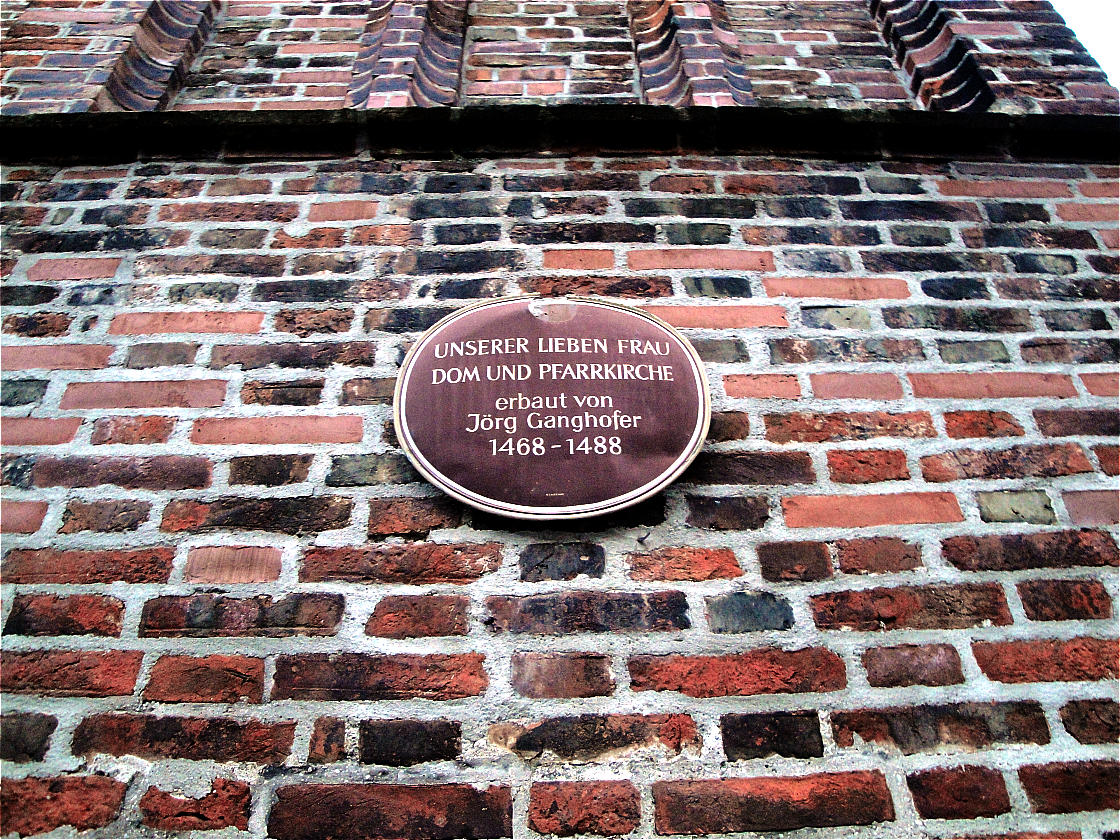 UNSERER LIEBEN FRAU
DOM UND PFARRKIRCHE
erbaut von
Jörg Ganghofer
1468-1488